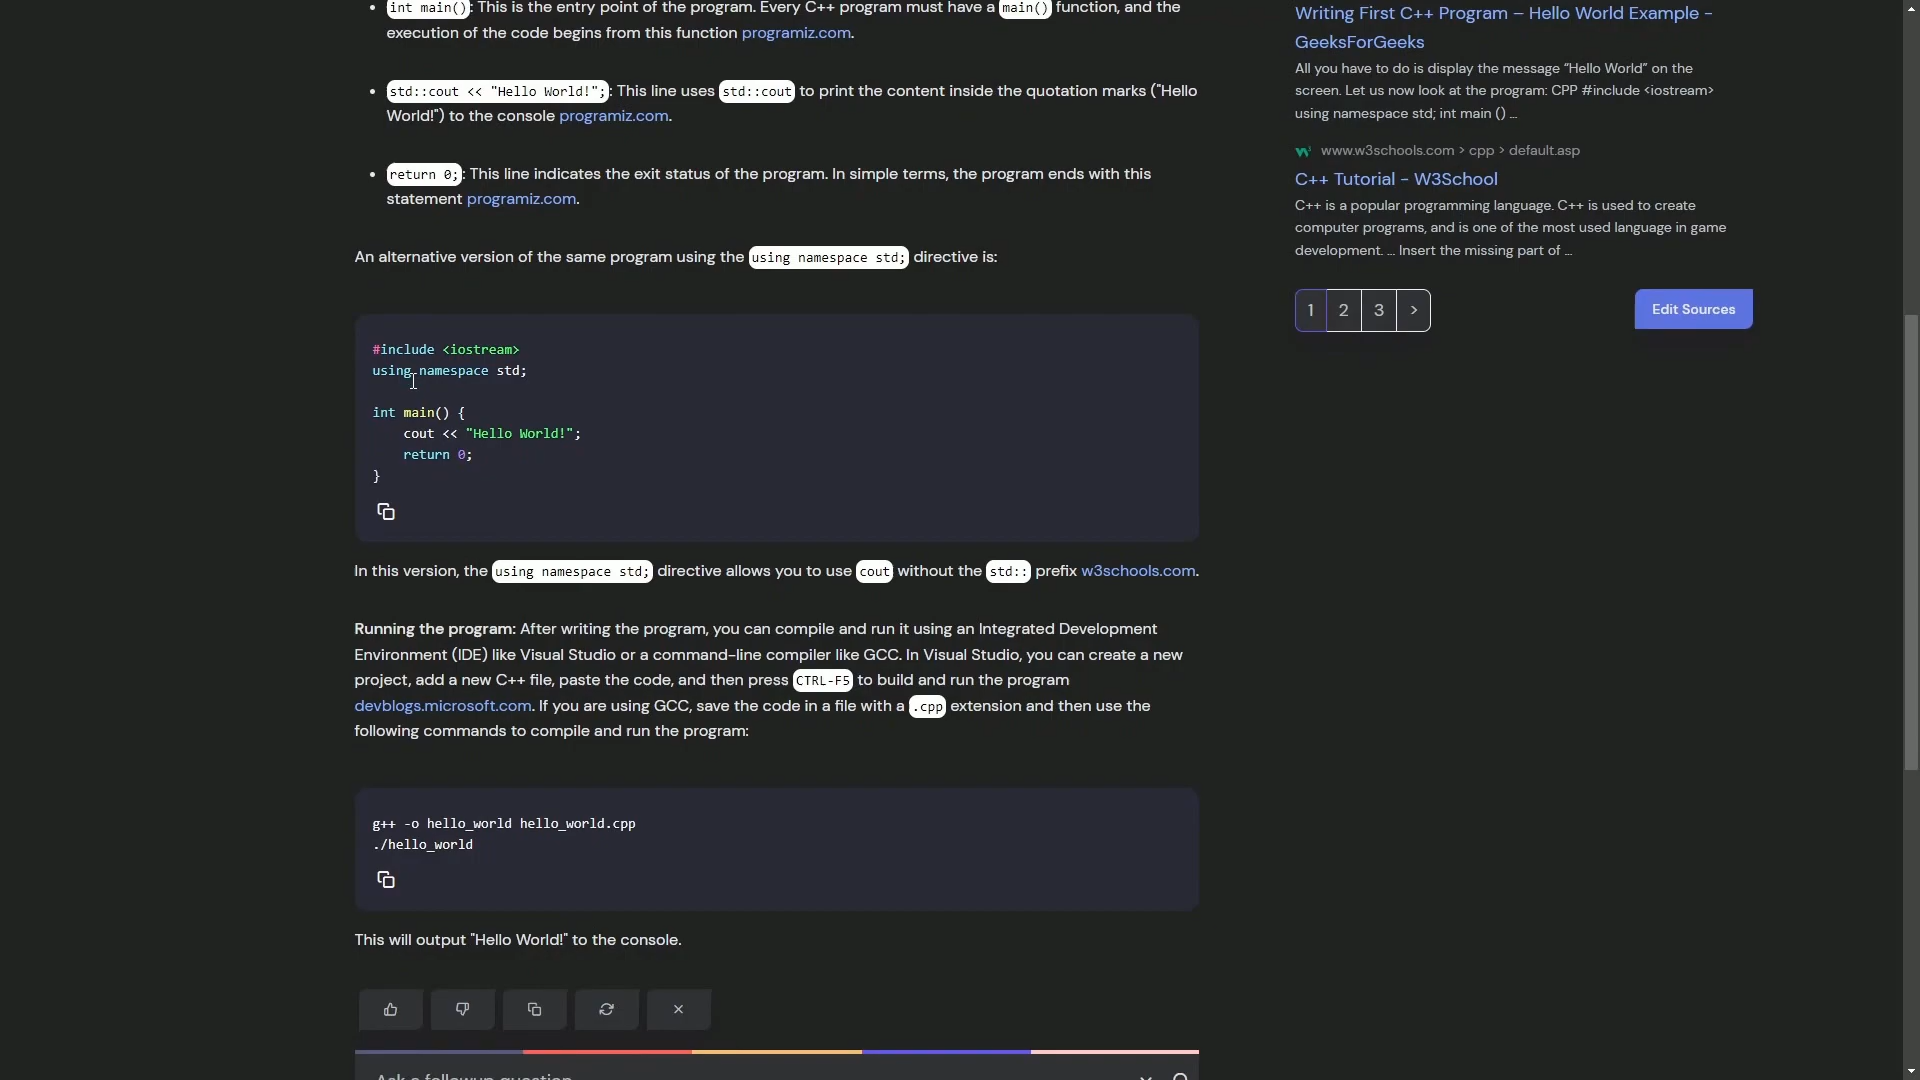 int main(): This is the entry point of the program. Every C++ program must have a main() function, and the
execution of the code begins from this function programiz.com.
std::cout << "Hello World!";: This line uses std::cout to print the content inside the quotation marks ("Hello
World!") to the console programiz.com.
return 0;: This line indicates the exit status of the program. In simple terms, the program ends with this
statement programiz.com.
An alternative version of the same program using the using namespace std; directive is:
#include <iostream>
using namespace std;
int main() {
cout << "Hello World!";
return 0;
}
In this version, the using namespace std; directive allows you to use cout without the std:: prefix w3schools.com.
Running the program: After writing the program, you can compile and run it using an Integrated Development
Environment (IDE) like Visual Studio or a command-line compiler like GCC. In Visual Studio, you can create a new
project, add a new C++ file, paste the code, and then press CTRL-F5 to build and run the program
devblogs.microsoft.com. If you are using GCC, save the code in a file with a .cpp extension and then use the
following commands to compile and run the program:
g++ -o hello_world hello_world.cpp
./hello_world
This will output "Hello World!" to the console.
Ask a followup question
Writing First C++ Program – Hello World Example -
GeeksForGeeks
All you have to do is display the message “Hello World” on the
screen. Let us now look at the program: CPP #include <iostream>
using namespace std; int main () …
www.w3schools.com > cpp > default.asp
C++ Tutorial - W3School
C++ is a popular programming language. C++ is used to create
computer programs, and is one of the most used language in game
development. … Insert the missing part of …
1 2 3 >
Edit Sources